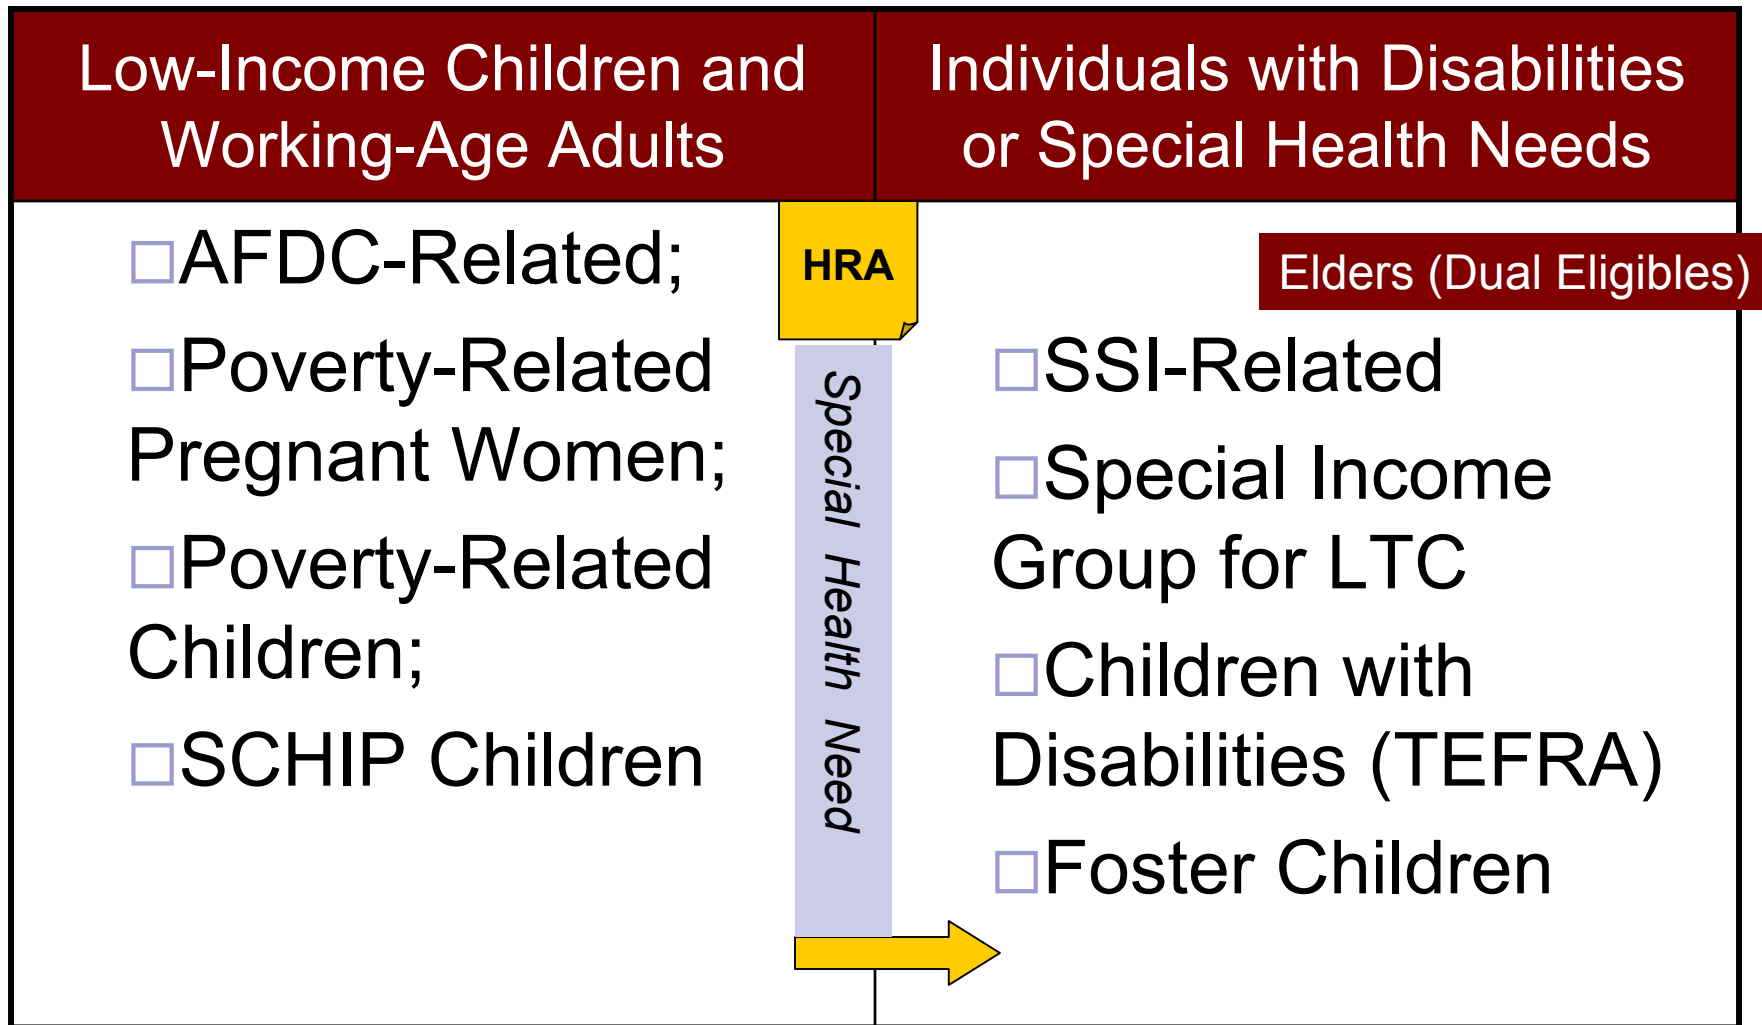 Low-Income Children and
Working-Age Adults
Individuals with Disabilities
or Special Health Needs
AFDC-Related;
Poverty-Related
Pregnant Women;
Poverty-Related
Children;
SCHIP Children
HRA
Special Health Need
Elders (Dual Eligibles)
SSI-Related
Special Income
Group for LTC
Children with
Disabilities (TEFRA)
Foster Children